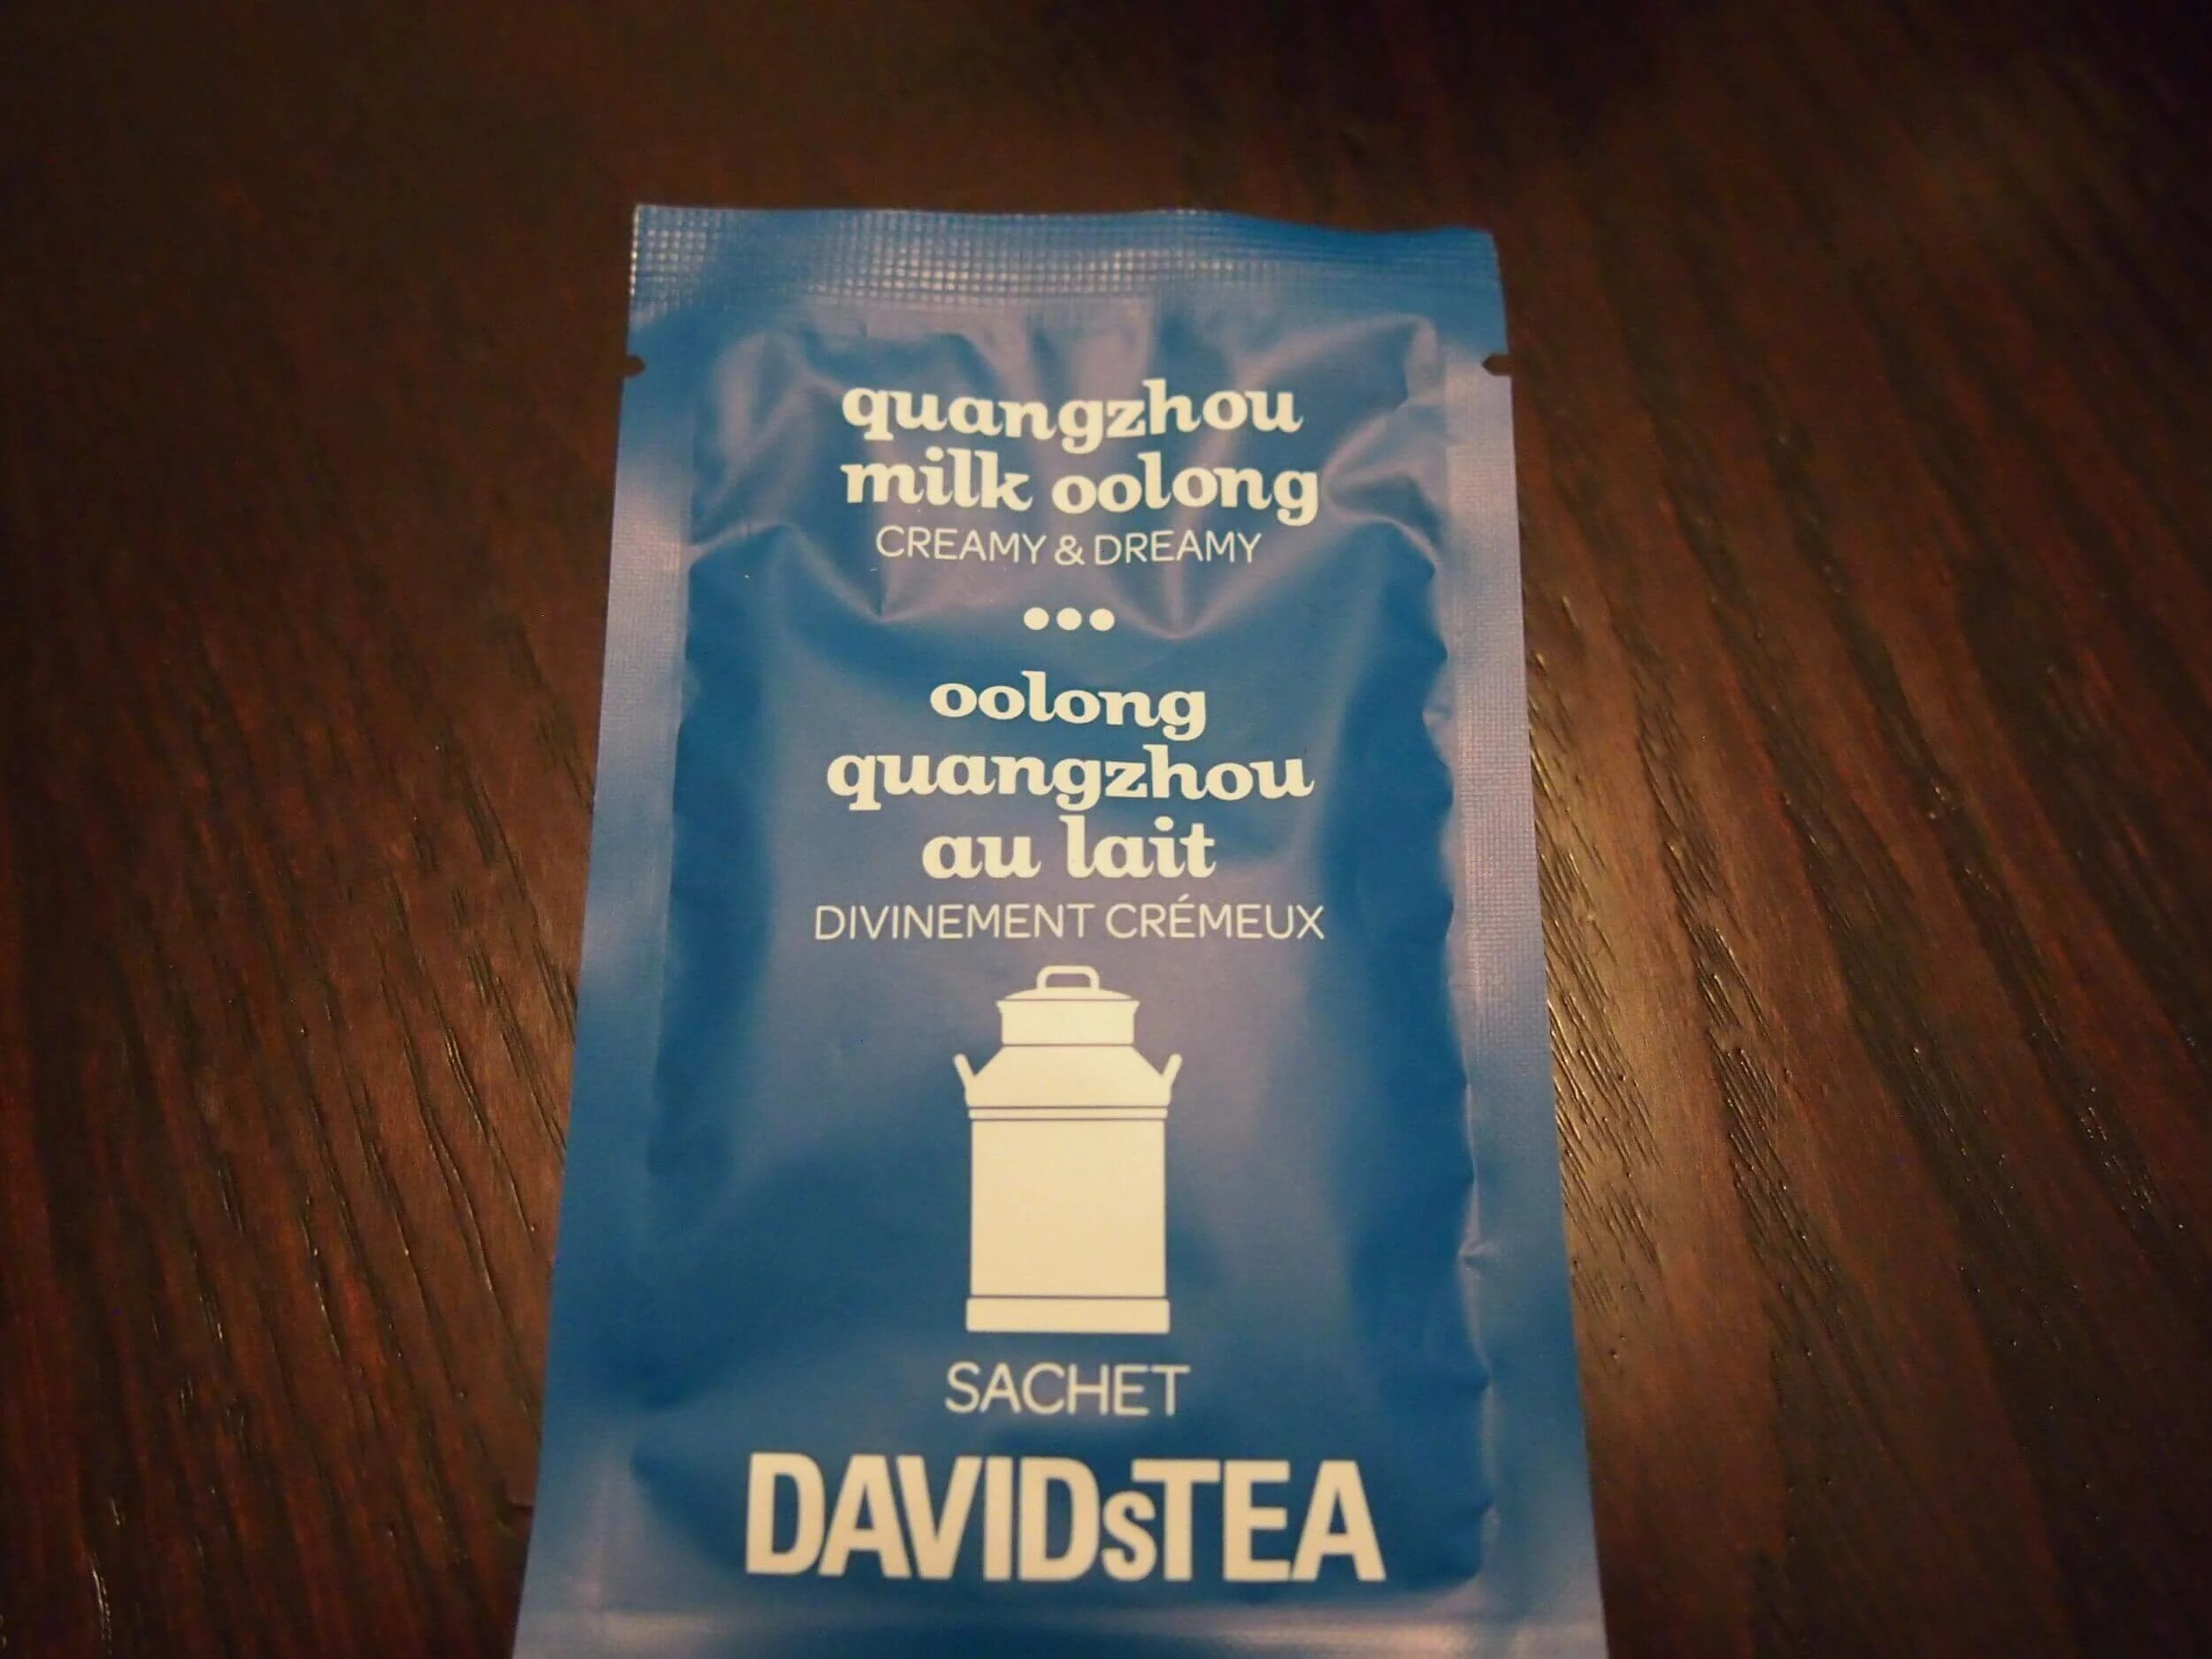 quangzhou
milk oolong
CREAMY & DREAMY
•••
oolong
quangzhou
au lait
DIVINEMENT CRÉMEUX
SACHET
DAVIDsTEA